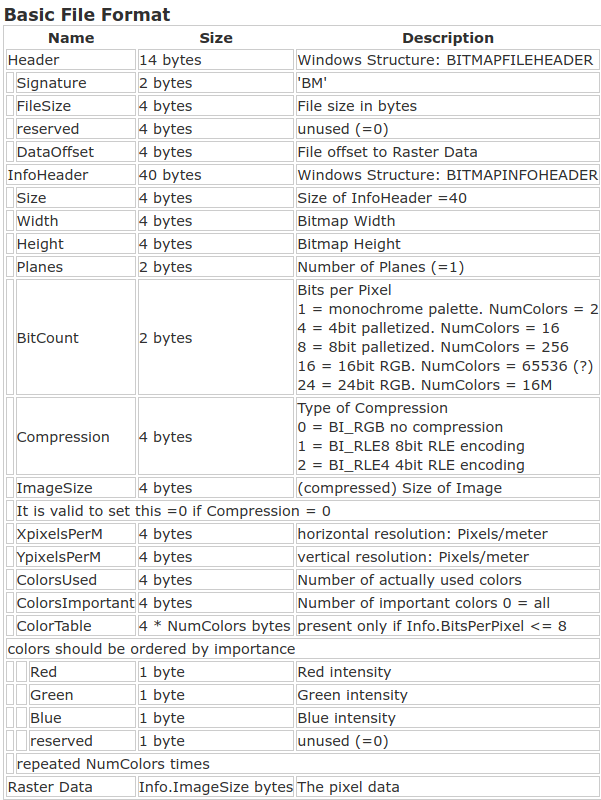 Basic File Format
Name Size Description
Header 14 bytes Windows Structure: BITMAPFILEHEADER
Signature 2 bytes 'BM'
FileSize 4 bytes File size in bytes
reserved 4 bytes unused (=0)
DataOffset 4 bytes File offset to Raster Data
InfoHeader 40 bytes Windows Structure: BITMAPINFOHEADER
Size 4 bytes Size of InfoHeader =40
Width 4 bytes Bitmap Width
Height 4 bytes Bitmap Height
Planes 2 bytes Number of Planes (=1)
BitCount 2 bytes Bits per Pixel
1 = monochrome palette. NumColors = 2
4 = 4bit palletized. NumColors = 16
8 = 8bit palletized. NumColors = 256
16 = 16bit RGB. NumColors = 65536 (?)
24 = 24bit RGB. NumColors = 16M
Compression 4 bytes Type of Compression
0 = BI_RGB no compression
1 = BI_RLE8 8bit RLE encoding
2 = BI_RLE4 4bit RLE encoding
ImageSize 4 bytes (compressed) Size of Image
It is valid to set this =0 if Compression = 0
XpixelsPerM 4 bytes horizontal resolution: Pixels/meter
YpixelsPerM 4 bytes vertical resolution: Pixels/meter
ColorsUsed 4 bytes Number of actually used colors
ColorsImportant 4 bytes Number of important colors 0 = all
ColorTable 4 * NumColors bytes present only if Info.BitsPerPixel <= 8
colors should be ordered by importance
Red 1 byte Red intensity
Green 1 byte Green intensity
Blue 1 byte Blue intensity
reserved 1 byte unused (=0)
repeated NumColors times
Raster Data Info.ImageSize bytes The pixel data